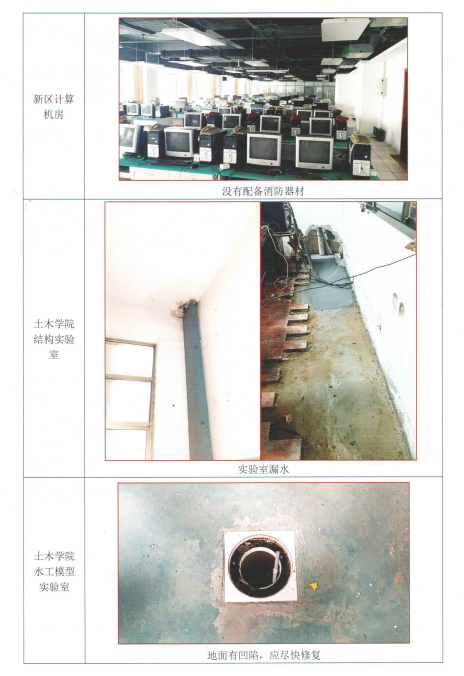 新区计算
机房
没有配备消防器材
土木学院
结构实验
室
实验室漏水
土木学院
水工模型
实验室
地面有凹陷，应尽快修复